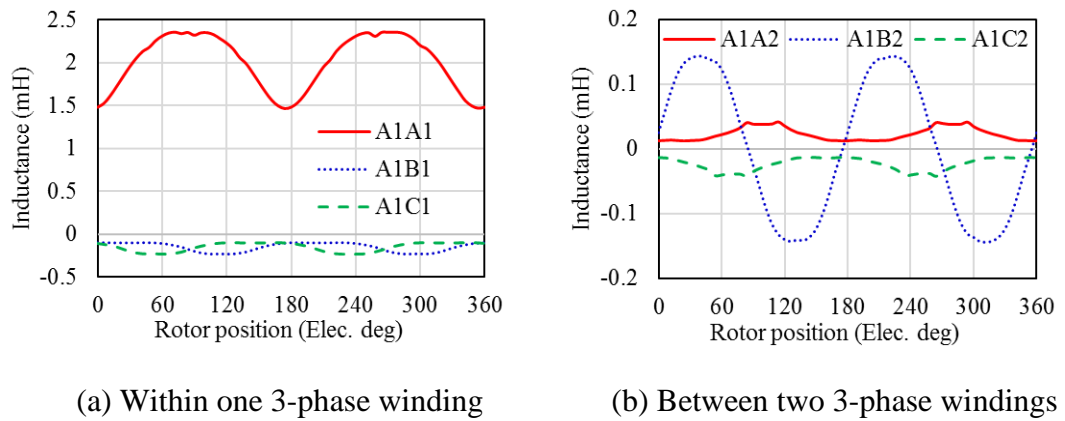 2.5
2
1.5
1
0.5
0
-0.5
Inductance (mH)
A1A1
A1B1
A1C1
0 60 120 180 240 300 360
Rotor position (Elec. deg)
(a) Within one 3-phase winding
0.2
0.1
0
-0.1
-0.2
Inductance (mH)
A1A2 A1B2 A1C2
0 60 120 180 240 300 360
Rotor position (Elec. deg)
(b) Between two 3-phase windings